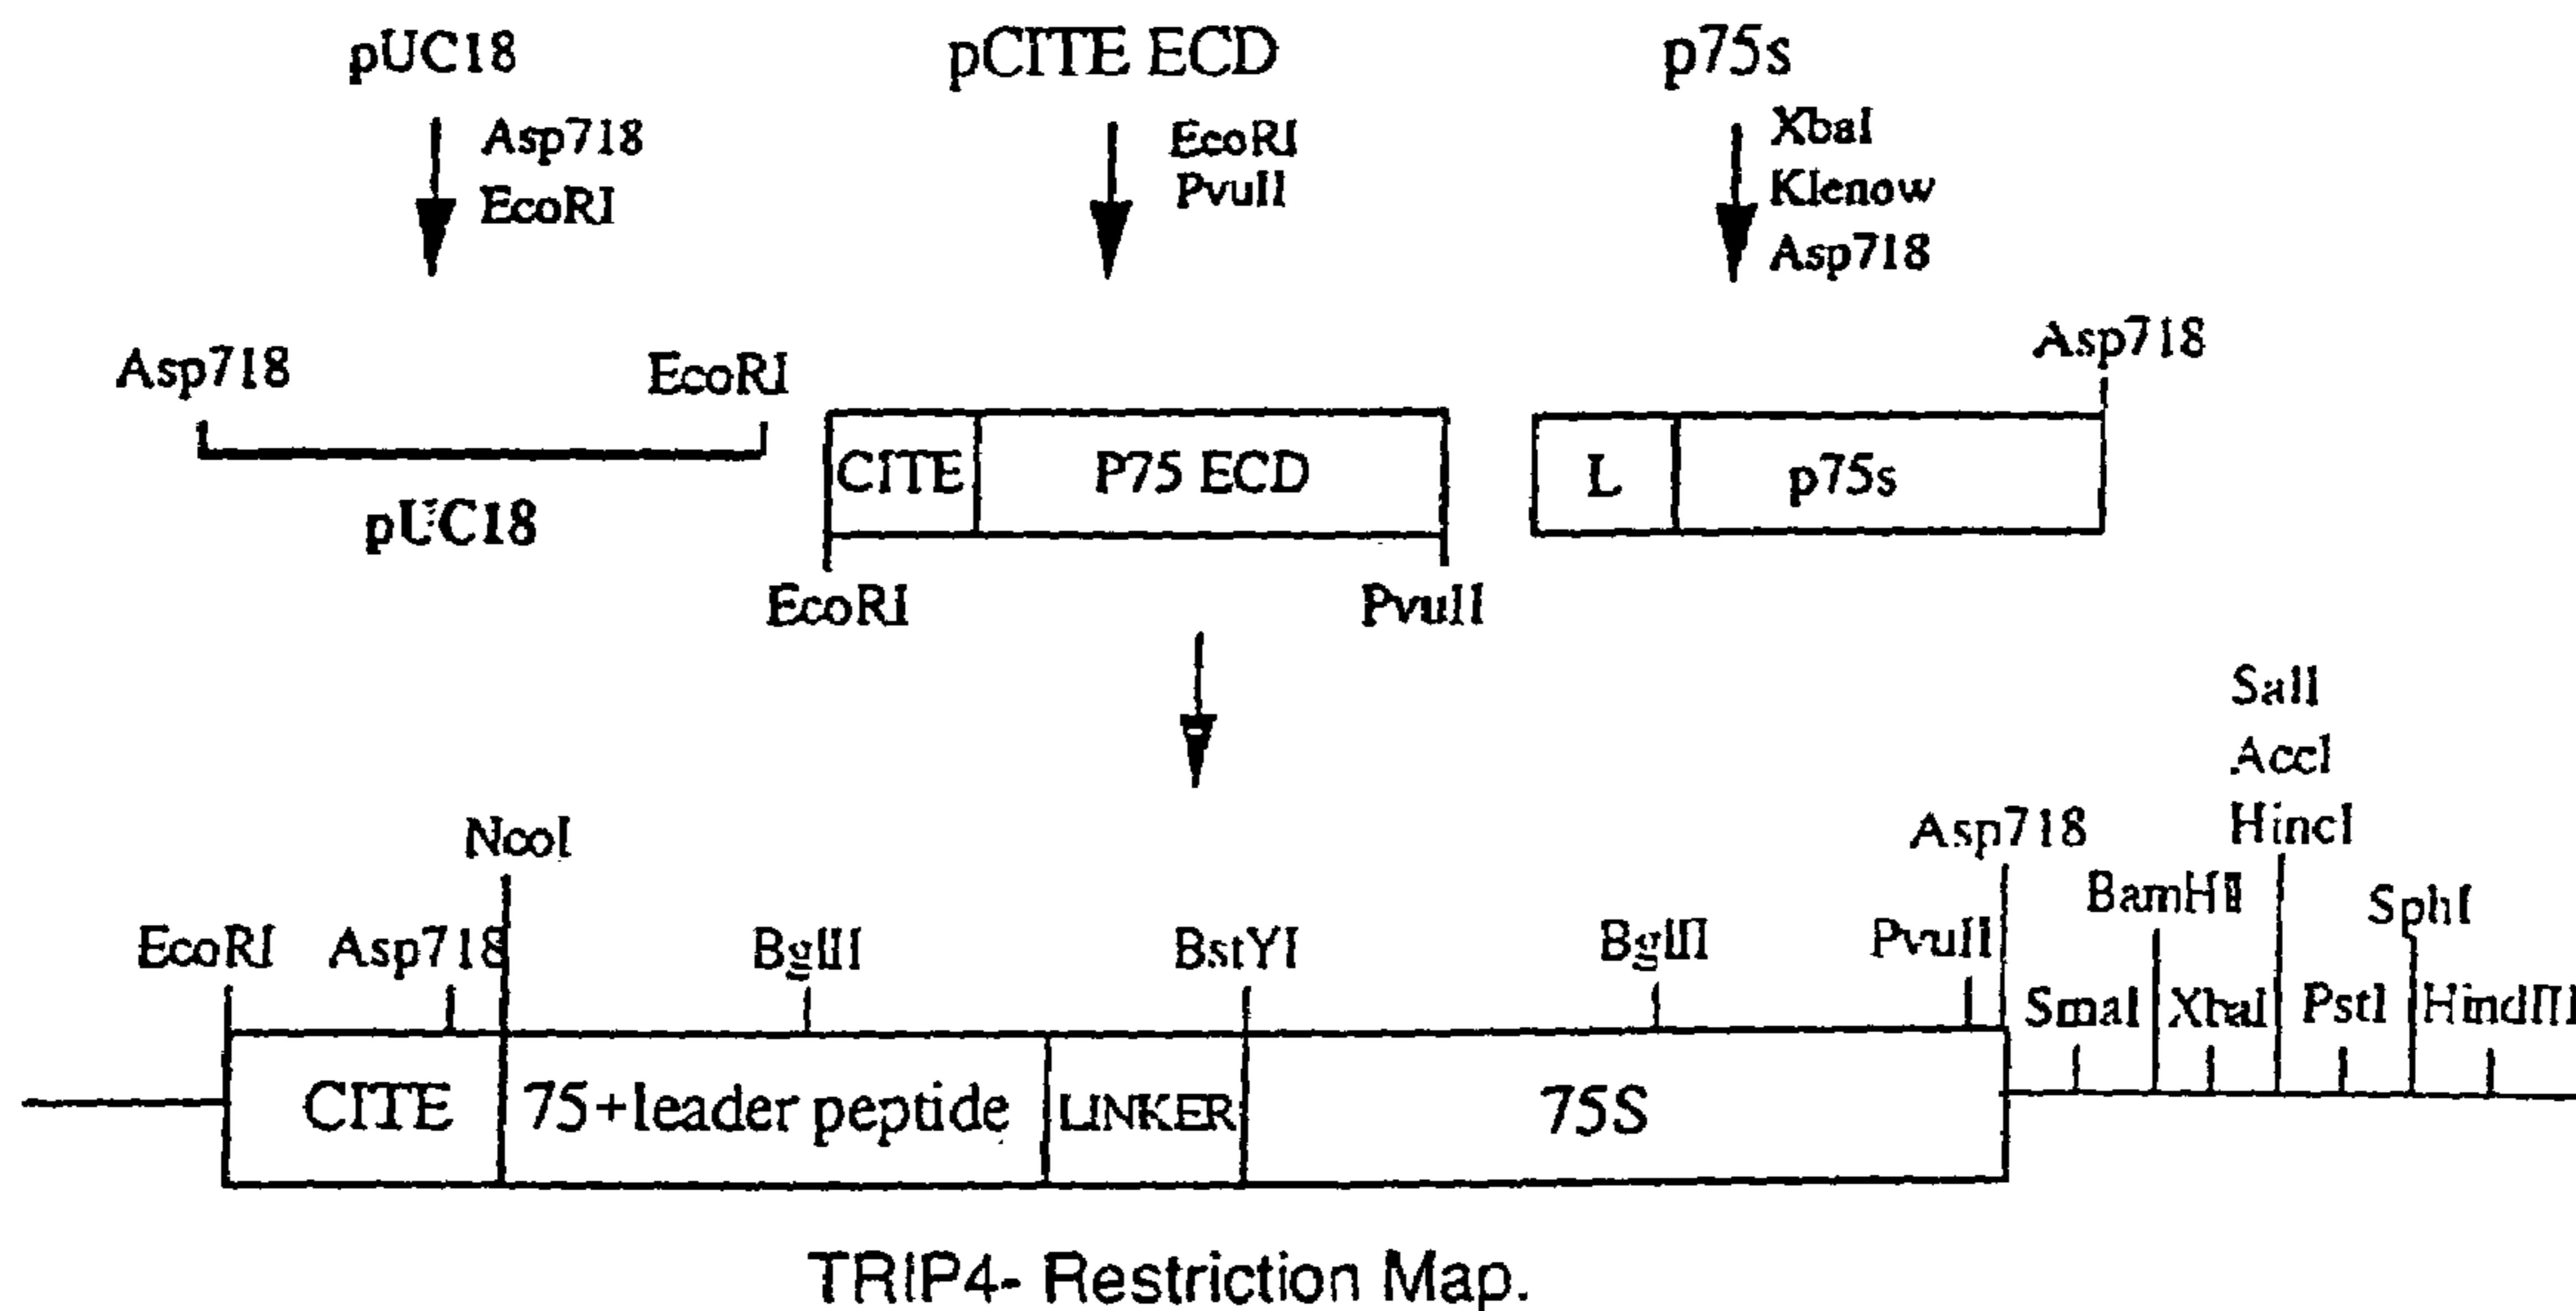 pUC18
pCITE ECD
p75s
Asp718
EcoRI
EcoRI
PvuII
XbaI
Klenow
Asp718
Asp718
EcoRI
Asp718
CITE
P75 ECD
L
p75s
pUC18
EcoRI
PvuII
SalI
AccI
HincI
NcoI
Asp718
BamHI
SphI
EcoRI
Asp718
BglII
BstYI
BglII
PvuII
SmaI
XbaI
PstI
HindIII
CITE
75+leader peptide
LINKER
75S
TRIP4- Restriction Map.